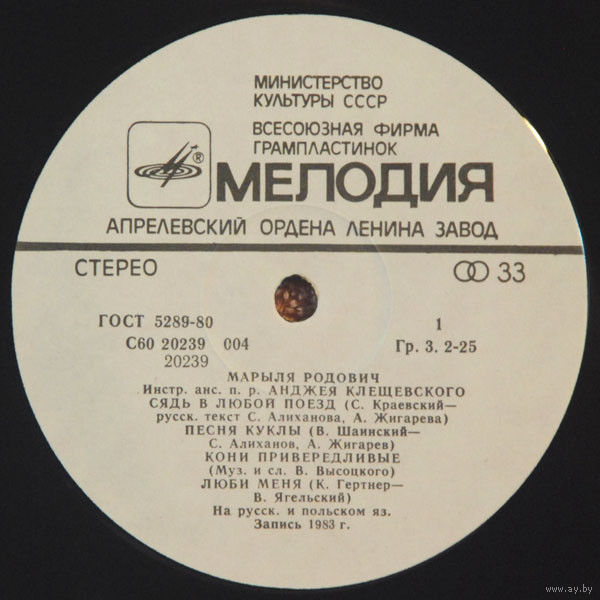 МИНИСТЕРСТВО
КУЛЬТУРЫ СССР
ВСЕСОЮЗНАЯ ФИРМА
ГРАМПЛАСТИНОК
®
МЕЛОДИЯ
АПРЕЛЕВСКИЙ ОРДЕНА ЛЕНИНА ЗАВОД
СТЕРЕО 33
ГОСТ 5289-80 1
С60 20239 004 Гр. 3. 2-25
20239
МАРЫЛЯ РОДОВИЧ
Инстр. анс. п. р. АНДЖЕЯ КЛЕЩЕВСКОГО
СЯДЬ В ЛЮБОЙ ПОЕЗД (С. Краевский—
русск. текст С. Алиханова, А. Жигарева)
ПЕСНЯ КУКЛЫ (В. Шаинский—
С. Алиханов, А. Жигарев)
КОНИ ПРИВЕРЕДЛИВЫЕ
(Муз. и сл. В. Высоцкого)
ЛЮБИ МЕНЯ (К. Гертнер—
В. Ягельский)
На русск. и польском яз.
Запись 1983 г.
www.ay.by